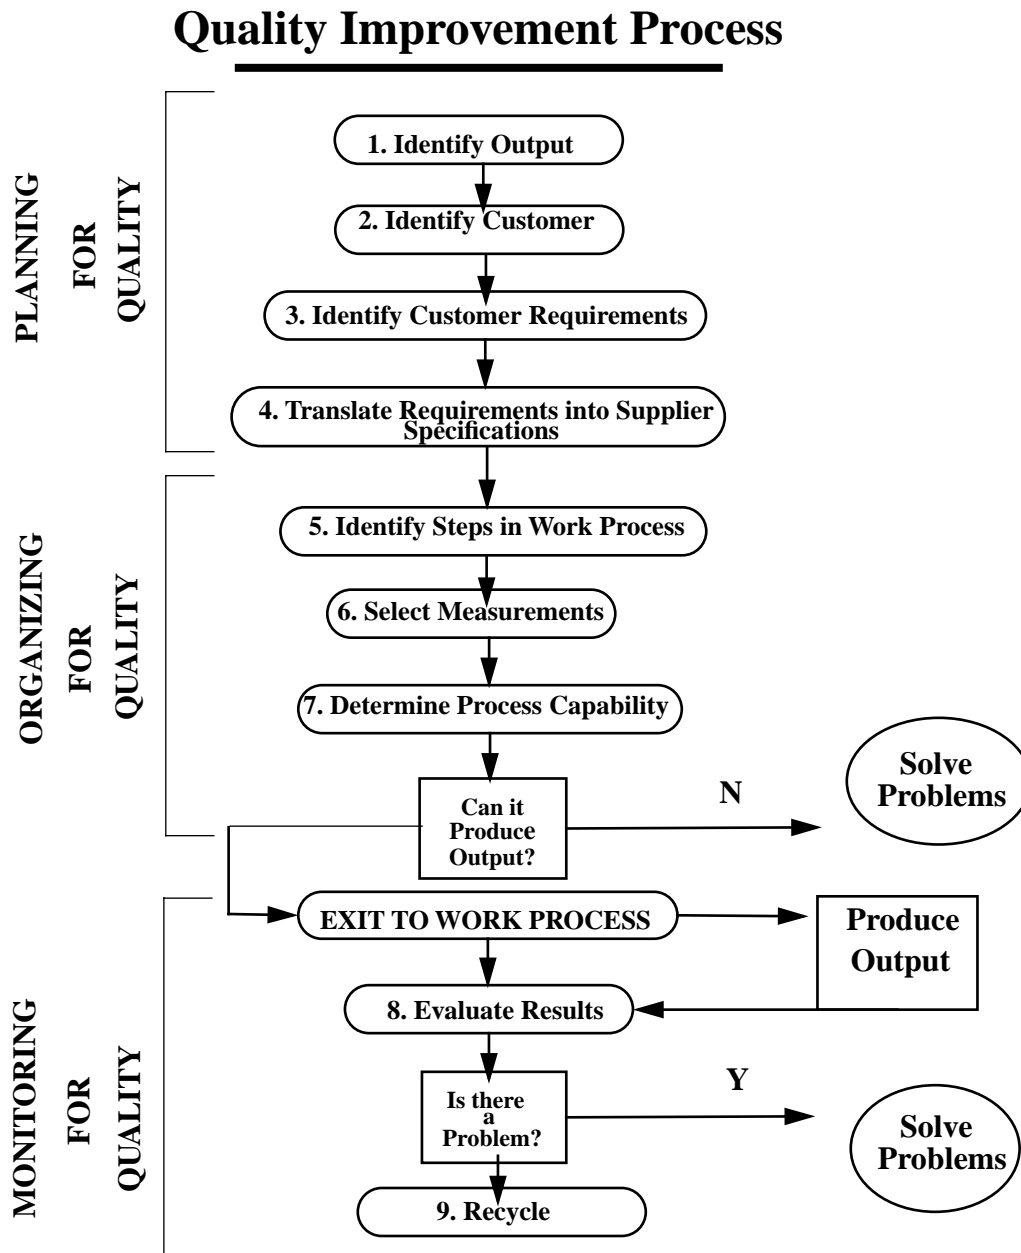 Quality Improvement Process
PLANNING
FOR
QUALITY
1. Identify Output
2. Identify Customer
3. Identify Customer Requirements
4. Translate Requirements into Supplier
Specifications
ORGANIZING
FOR
QUALITY
5. Identify Steps in Work Process
6. Select Measurements
7. Determine Process Capability
Can it
Produce
Output?
N
Solve
Problems
MONITORING
FOR
QUALITY
EXIT TO WORK PROCESS
Produce
Output
8. Evaluate Results
Is there
a
Problem?
Y
Solve
Problems
9. Recycle